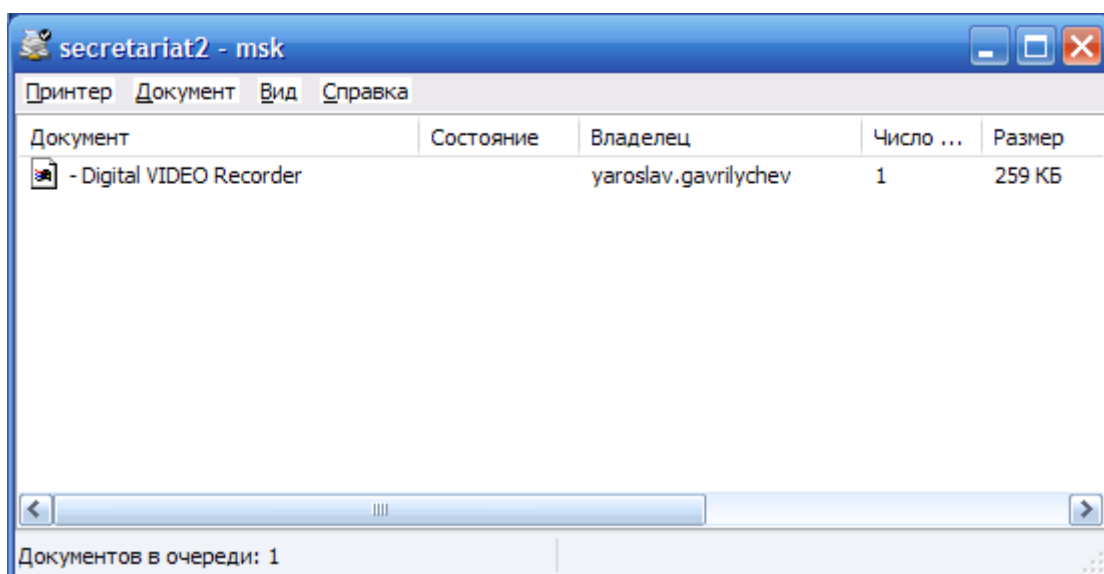 secretariat2 - msk
Принтер Документ Вид Справка
Документ Состояние Владелец Число ... Размер
- Digital VIDEO Recorder yaroslav.gavrilychev 1 259 КБ
Документов в очереди: 1